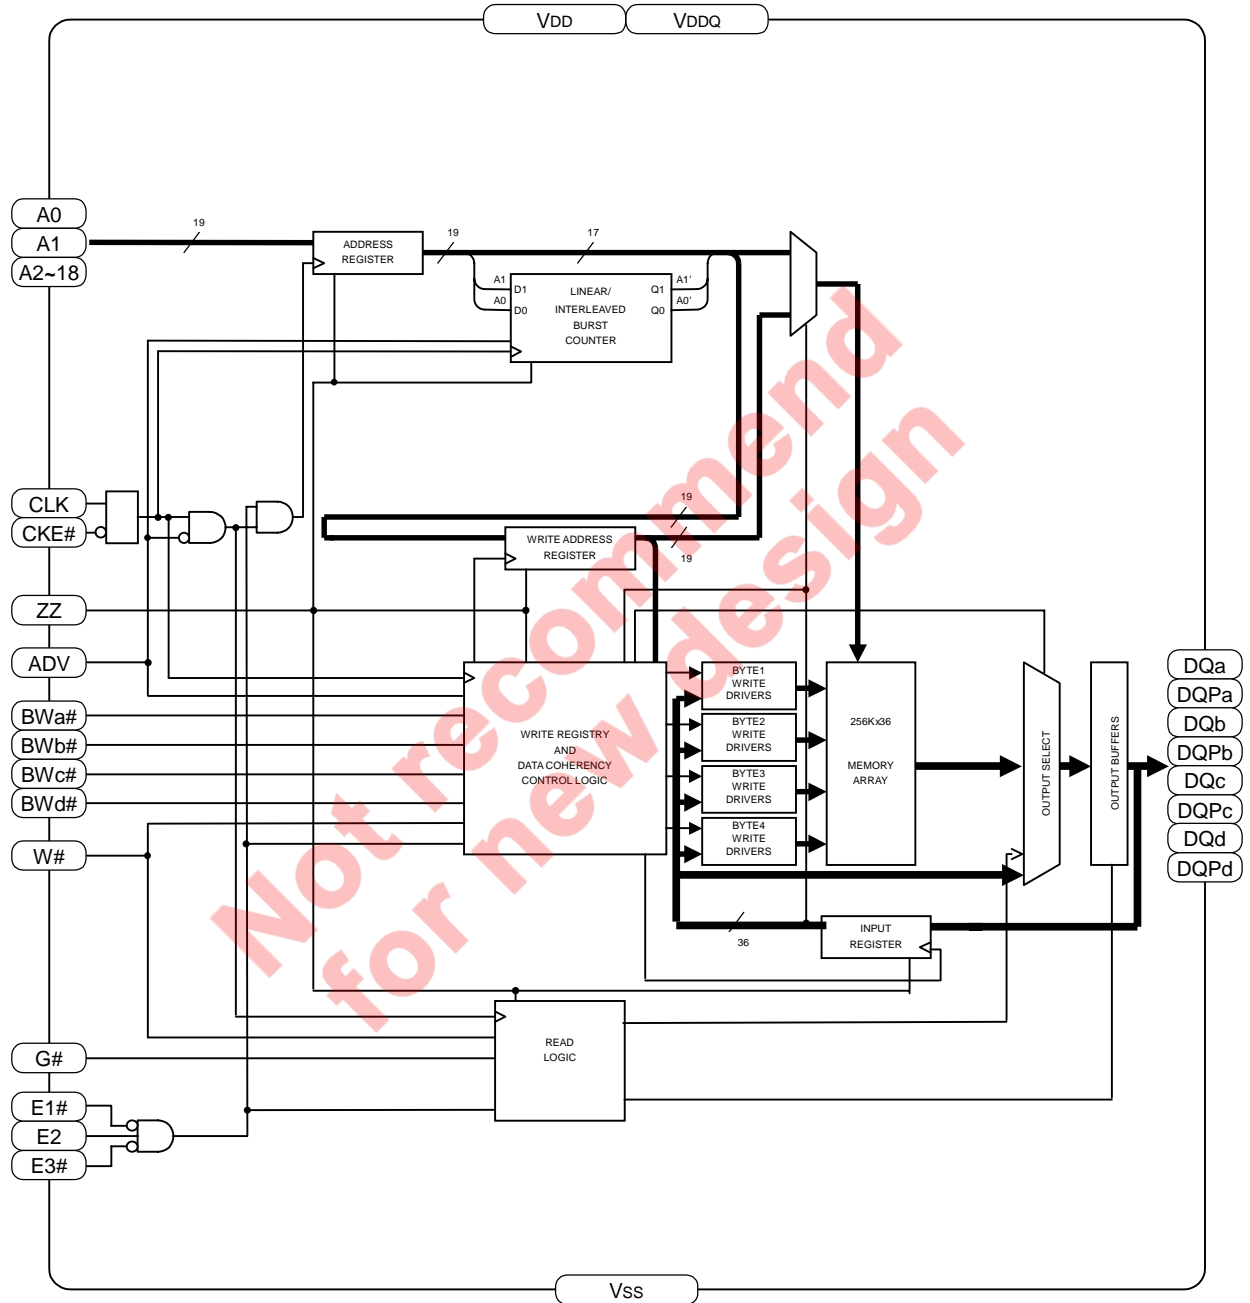 VDD
VDDQ
A0
A1
A2~18
19
ADDRESS
REGISTER
19
17
A1
A0
D1
D0
LINEAR/
INTERLEAVED
BURST
COUNTER
Q1
Q0
A1'
A0'
CLK
CKE#
19
WRITE ADDRESS
REGISTER
19
ZZ
ADV
BWa#
BWb#
BWc#
BWd#
W#
WRITE REGISTRY
AND
DATA COHERENCY
CONTROL LOGIC
BYTE1
WRITE
DRIVERS
BYTE2
WRITE
DRIVERS
BYTE3
WRITE
DRIVERS
BYTE4
WRITE
DRIVERS
256Kx36
MEMORY
ARRAY
OUTPUT SELECT
OUTPUT BUFFERS
DQa
DQPa
DQb
DQPb
DQc
DQPc
DQd
DQPd
36
INPUT
REGISTER
READ
LOGIC
G#
E1#
E2
E3#
VSS
Not recommend
for new design